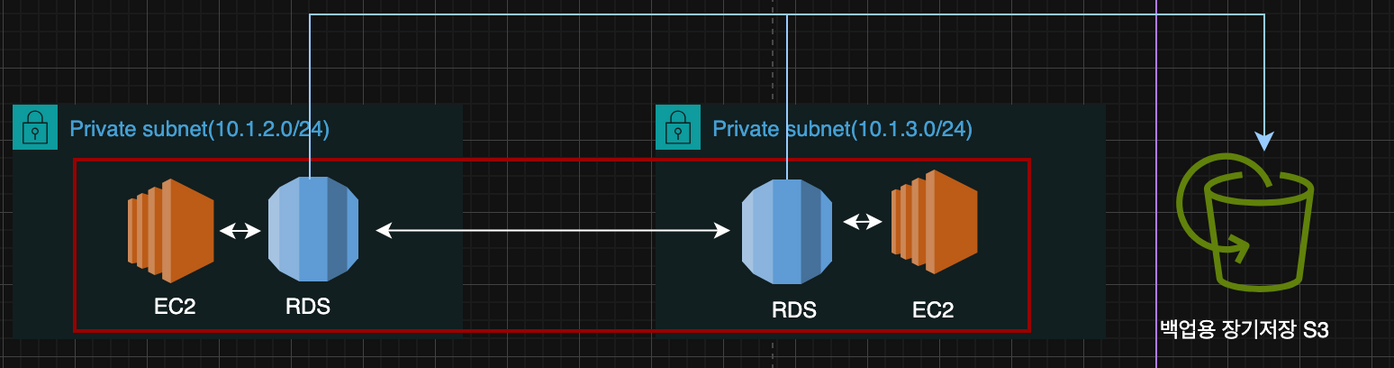 Private subnet(10.1.2.0/24)
Private subnet(10.1.3.0/24)
EC2
RDS
RDS
EC2
백업용 장기저장 S3